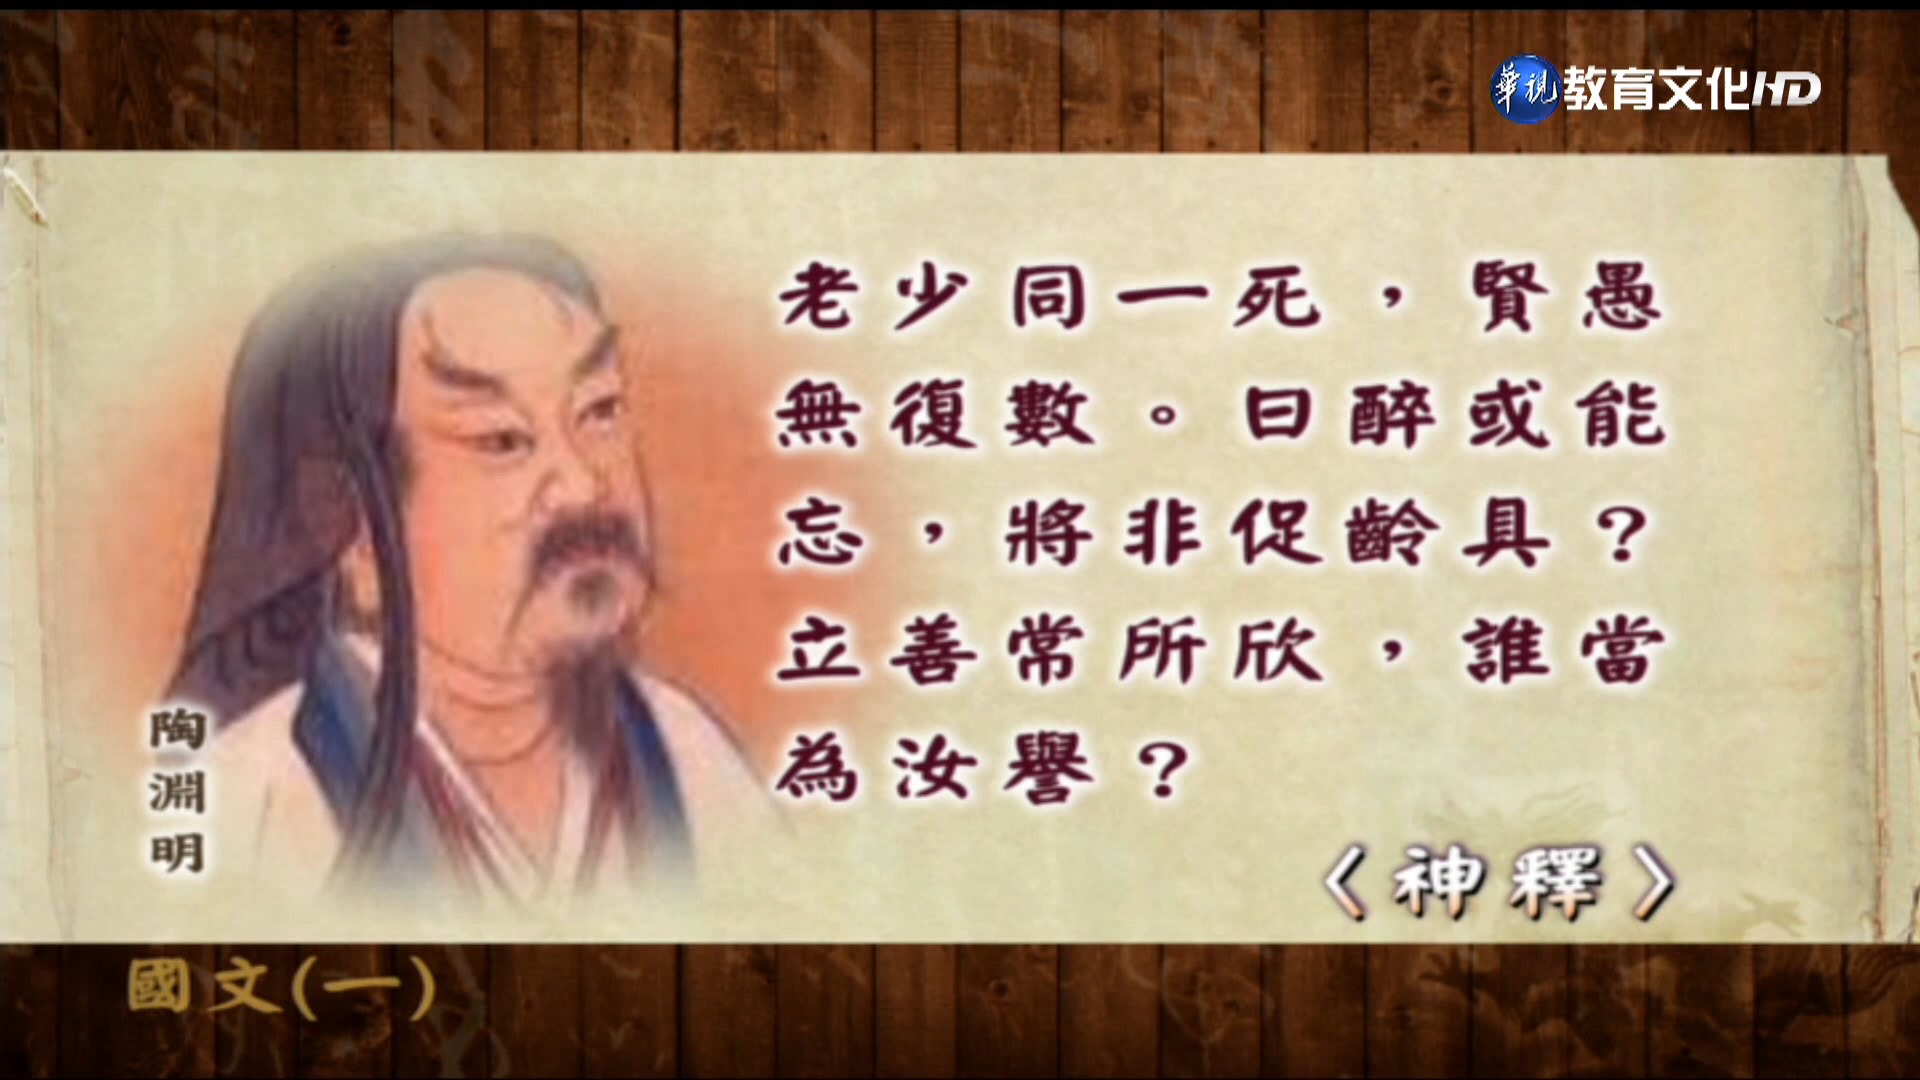 華視 教育文化HD
老少同一死，賢愚
無復數。日醉或能
忘，將非促齡具？
立善常所欣，誰當
為汝譽？
〈神釋〉
陶淵明
國文(一)